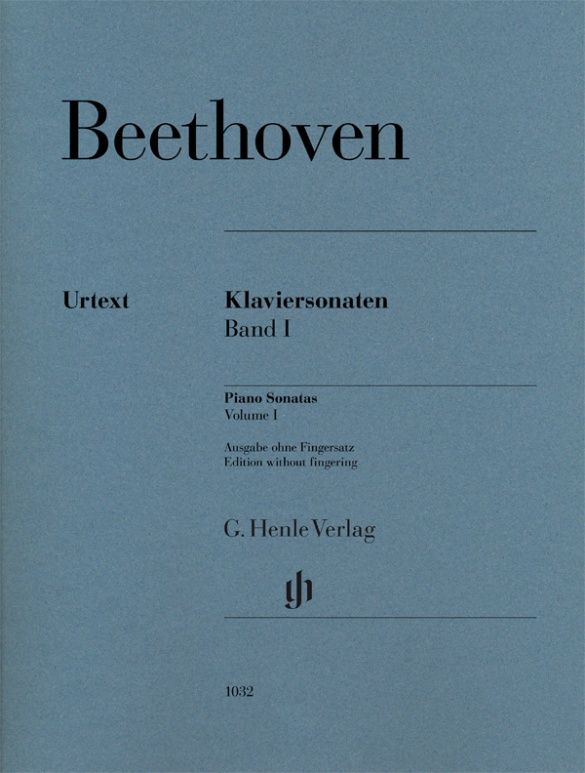 Beethoven
Urtext
Klaviersonaten
Band I
Piano Sonatas
Volume I
Ausgabe ohne Fingersatz
Edition without fingering
G. Henle Verlag
1032